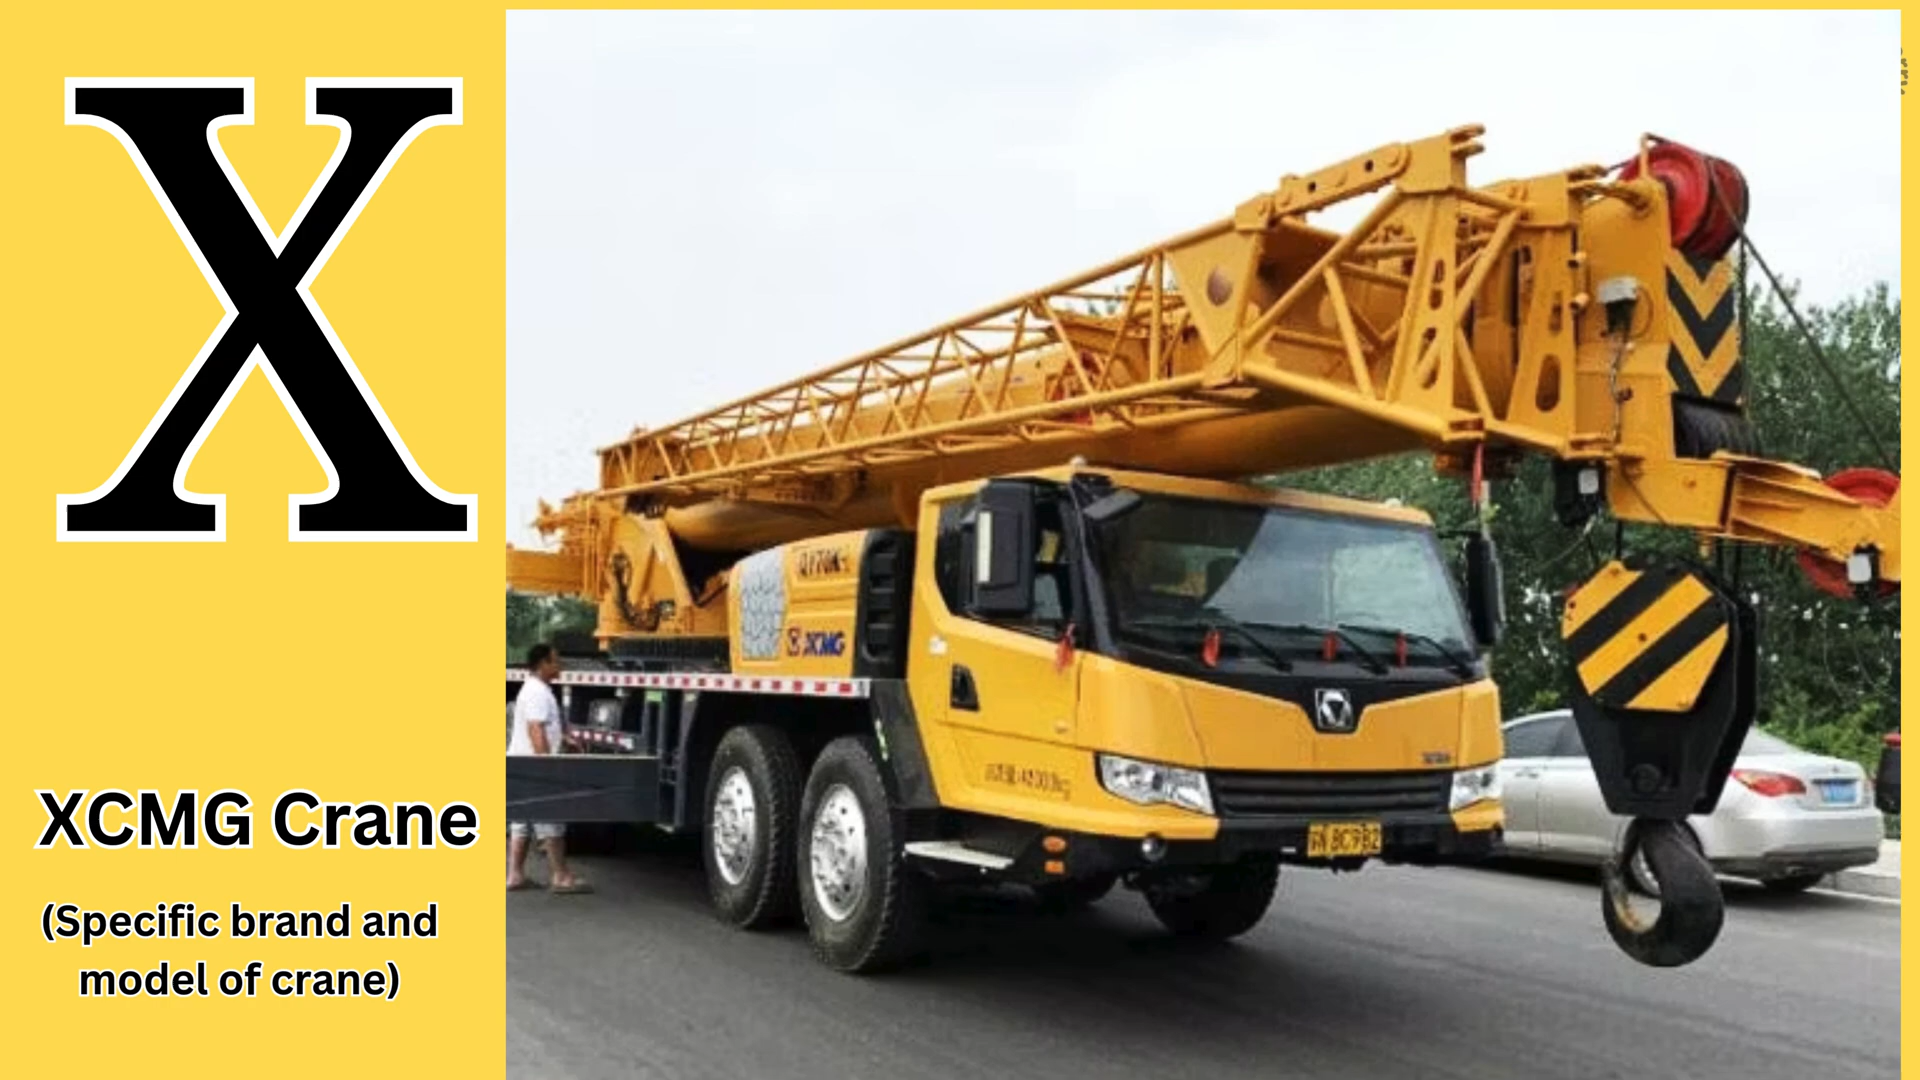 X
XCMG Crane
(Specific brand and
model of crane)
XCMG